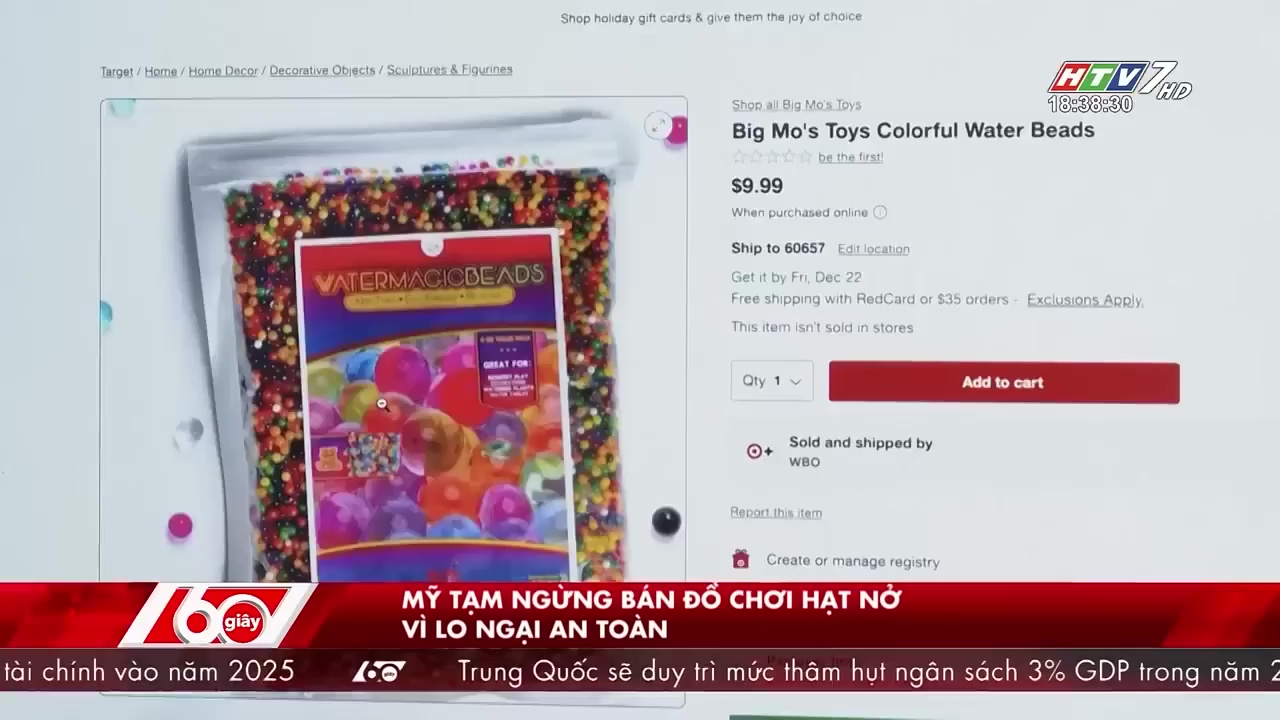 Shop holiday gift cards & give them the joy of choice
Target / Home / Home Decor / Decorative Objects / Sculptures & Figurines
HTV7 HD
18:38:30
Shop all Big Mo's Toys
Big Mo's Toys Colorful Water Beads
be the first!
$9.99
When purchased online
Ship to 60657 Edit location
Get it by Fri, Dec 22
Free shipping with RedCard or $35 orders - Exclusions Apply.
This item isn't sold in stores
Qty 1
Add to cart
Sold and shipped by
WBO
Report this item
Create or manage registry
WATERMAGICBEADS
GREAT FOR:
60 giây
MỸ TẠM NGỪNG BÁN ĐỒ CHƠI HẠT NỞ
VÌ LO NGẠI AN TOÀN
tài chính vào năm 2025 60 giây Trung Quốc sẽ duy trì mức thâm hụt ngân sách 3% GDP trong năm